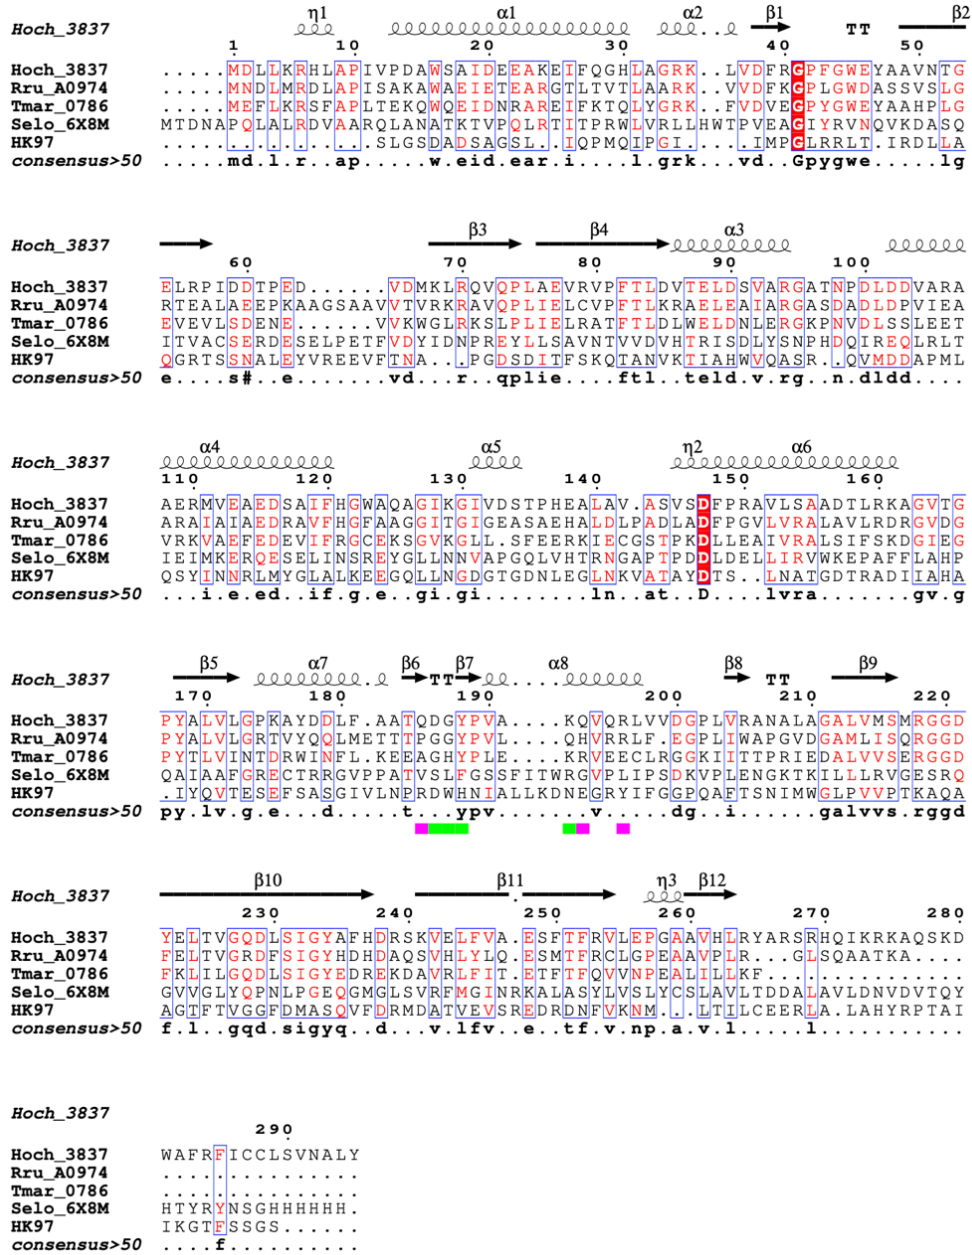 Hoch_3837 η1 α1 α2 β1 TT β2
1 10 20 30 40 50
Hoch_3837 .....MDLLKRHLAPIVPDAWSAIDEEAKEIFQGHLAGRK..LVDFRGPFGWEYAAVNTG
Rru_A0974 .....MNDLMRDLAPISAKAWAEIETEARGTLTVTLAARK..VVDFKGPLGWDASSVSLG
Tmar_0786 .....MEFLKRSFAPLTEKQWQEIDNRAREIFKTQLYGRK..FVDVEGPYGWEYAAHPLG
Selo_6X8M MTDNAPQLALRDVAARQLANATKTVPQLRTITPRWLVRLLHWTPVEAGIYRVNQVKDASQ
HK97 ................SLGSDADSAGSL.IQPMQIPGI....IMPGLRRLT.IRDLLA
consensus>50 .....md.l.r.ap.....w.eid.ear.i...l.grk..vd..Gpygwe.....lg
Hoch_3837 β3 β4 α3
60 70 80 90 100
Hoch_3837 ELRPIDDTPED......VDMKLRQVQPLAEVRVPFTLDVTELDSVARGATNPDLDDVARA
Rru_A0974 RTEALAEEPKAAGSAAVVTVKRRAVQPLIELCVPFTLKRAELEAIARGASDADLDPVIEA
Tmar_0786 EVEVLSDENE......VVKWGLRKSLPLIELRATFTLDLWELDNLERGKPNVDLSSLEET
Selo_6X8M ITVACSERDESELPETFVDYIDNPREYLLSAVNTVVDVHTRISDLYSNPHDQIREQLRLT
HK97 QGRTSSNALEYVREEVFTNA..PGDSDITFSKQTANVKTIAHWVQASR..QVMDDAPML
consensus>50 e....s#..e.......vd...r..qplie....ftl..teld.v.rg..n.dldd....
Hoch_3837 α4 α5 η2 α6
110 120 130 140 150 160
Hoch_3837 AERMVEAEDSAIFHGWAQAGIKGIVDSTPHEALAV.ASVSDFPRAVLSAADTLRKAGVTG
Rru_A0974 ARAIAIAEDRAVFHGFAAGGITGIGEASAEHALDLPADLADFPGVLVRALAVLRDRGVDG
Tmar_0786 VRKVAEFEDEVIFRGCEKSGVKGLL.SFEERKIECGSTPKDLLEAIVRALSIFSKDGIEG
Selo_6X8M IEIMKERQESELINSREYGLLNNVAPGQLVHTRNGAPTPDDLDELLIRVWKEPAFFLAHP
HK97 QSYINNRLMYGLALKEEGQLLNGDGTGDNLEGLNKVATAYDTS..LNATGDTRADIIAHA
consensus>50 ...i.e.ed..if.g.e..gi.gi........ln..at..D....lvra.......gv.g
Hoch_3837 β5 α7 β6 TT β7 α8 β8 TT β9
170 180 190 200 210 220
Hoch_3837 PYALVLGPKAYDDLF.AATQDGYPVA....KQVQRLVVDGPLVRANALAGALVMSMRGGD
Rru_A0974 PYALVLGRTVYQQLMETTTPGGYPVL....QHVRRLF.EGPLIWAPGVDGAMLISQRGGD
Tmar_0786 PYTLVINTDRWINFL.KEEAGHYPLE....KRVEECLRGGKIITTPRIEDALVVSERGGD
Selo_6X8M QAIAAFGRECTRRGVPPATVSLFGSSFITWRGVPLIPSDKVPLENGKTKILLLRVGESRQ
HK97 .IYQVTESEFSASGIVLNPRDWHNIALLKDNEGRYIFGGPQAFTSNIMWGLPVVPTKAQA
consensus>50 py.lv.g.e...d.....t...ypv........v....dg..i....galvvs.rggd
Hoch_3837 β10 β11 η3 β12
230 240 250 260 270 280
Hoch_3837 YELTVGQDLSIGYAFHDRSKVELFVA.ESFTFRVLEPGAAVHLRYARSRHQIKRKAQSKD
Rru_A0974 FELTVGRDFSIGYHDHDAQSVHLYLQ.ESMTFRCLGPEAAVPLR...GLSQAATKA....
Tmar_0786 FKLILGQDLSIGYEDREKDAVRLFIT.ETFTFQVVNPEALILLKF...............
Selo_6X8M GVVGLYQPNLPGEQGMGLSVRFMGINRKALASYLVSLYCSLAVLTDDALAVLDNVDVTQY
HK97 AGTFTVGGFDMASQVFDRMDATVEVSREDRDNFVKNM...LTILCEERLA.LAHYRPTAI
consensus>50 f.l..gqd.sigyq..d...v.lfv..e..tf.v.np.a.v.l.....l...........
Hoch_3837
290
Hoch_3837 WAFRFICCLSVNALY
Rru_A0974 ...............
Tmar_0786 ...............
Selo_6X8M HTYRYNSGHHHHHH.
HK97 IKGTFSSGS......
consensus>50 ....f..........